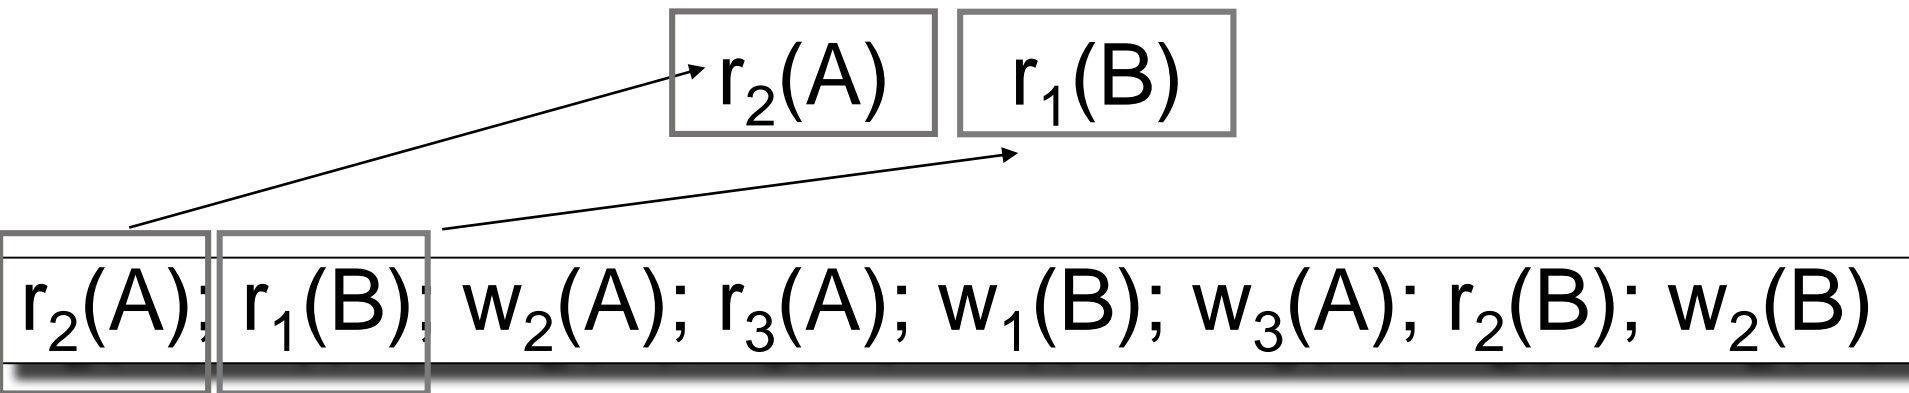 r₂(A) r₁(B)
r₂(A); r₁(B); w₂(A); r₃(A); w₁(B); w₃(A); r₂(B); w₂(B)